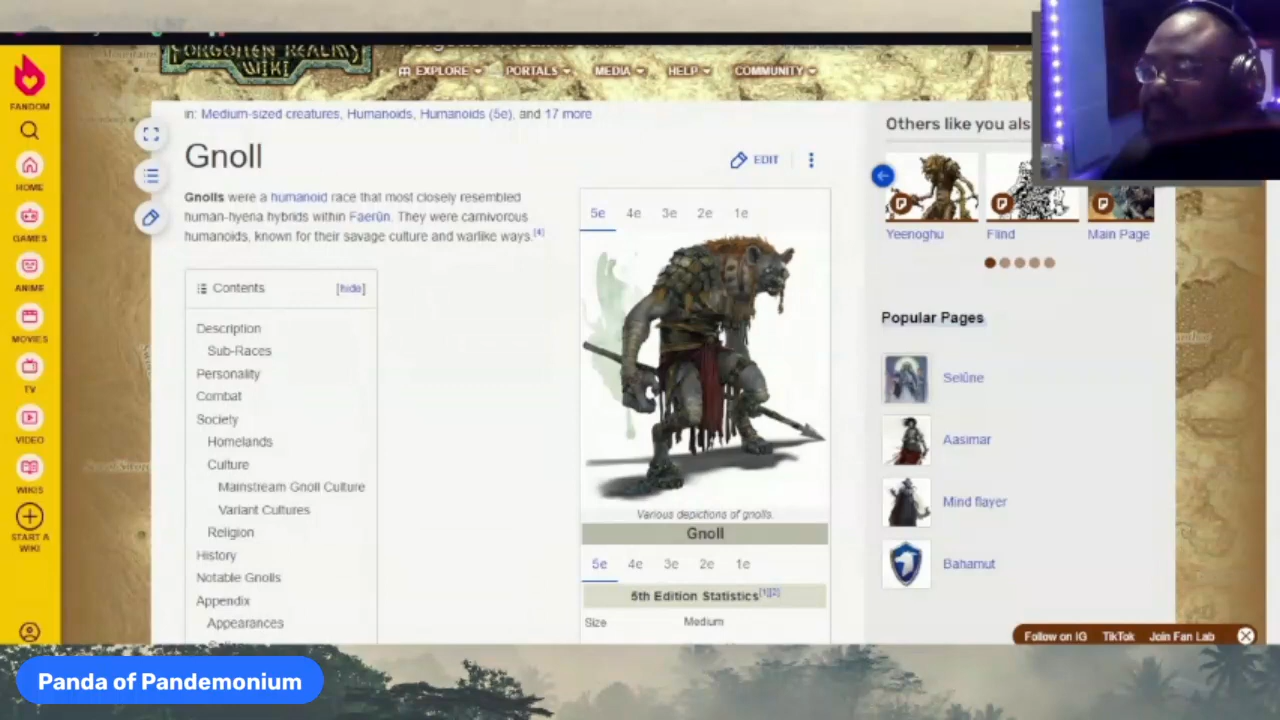 FORGOTTEN REALMS
WIKI
EXPLORE
PORTALS
MEDIA
HELP
COMMUNITY
FANDOM
HOME
GAMES
ANIME
MOVIES
TV
VIDEO
WIKIS
START A
WIKI
in: Medium-sized creatures, Humanoids, Humanoids (5e), and 17 more
Gnoll
EDIT
Gnolls were a humanoid race that most closely resembled
human-hyena hybrids within Faerûn. They were carnivorous
humanoids, known for their savage culture and warlike ways.[4]
Contents [hide]
Description
Sub-Races
Personality
Combat
Society
Homelands
Culture
Mainstream Gnoll Culture
Variant Cultures
Religion
History
Notable Gnolls
Appendix
Appearances
5e 4e 3e 2e 1e
Various depictions of gnolls.
Gnoll
5e 4e 3e 2e 1e
5th Edition Statistics[1][2]
Size Medium
Others like you als
Yeenoghu
Flind
Main Page
Popular Pages
Selûne
Aasimar
Mind flayer
Bahamut
Follow on IG TikTok Join Fan Lab
Panda of Pandemonium